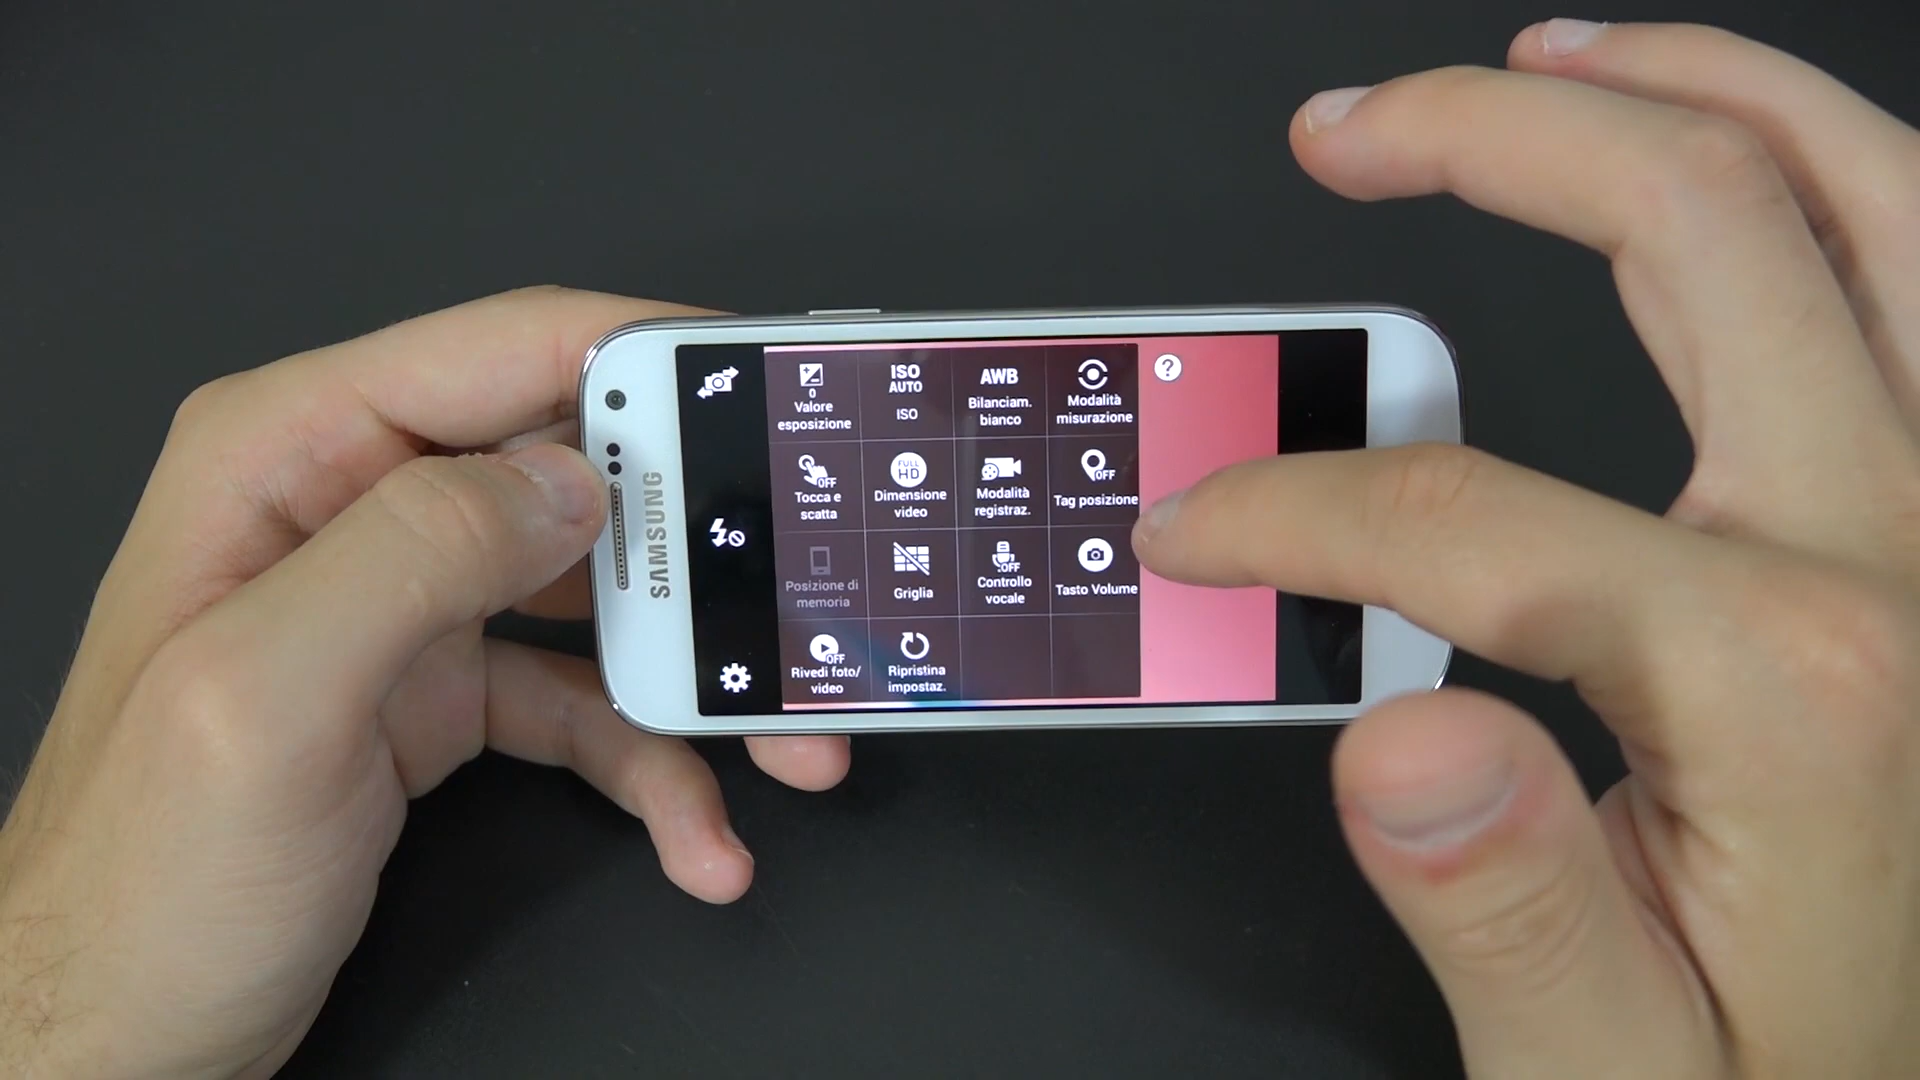 SAMSUNG
0
Valore
esposizione
ISO
AUTO
ISO
AWB
Bilanciam.
bianco
Modalità
misurazione
?
OFF
Tocca e
scatta
FULL
HD
Dimensione
video
Modalità
registraz.
OFF
Tag posizione
Posizione di
memoria
Griglia
OFF
Controllo
vocale
Tasto Volume
OFF
Rivedi foto/
video
Ripristina
impostaz.